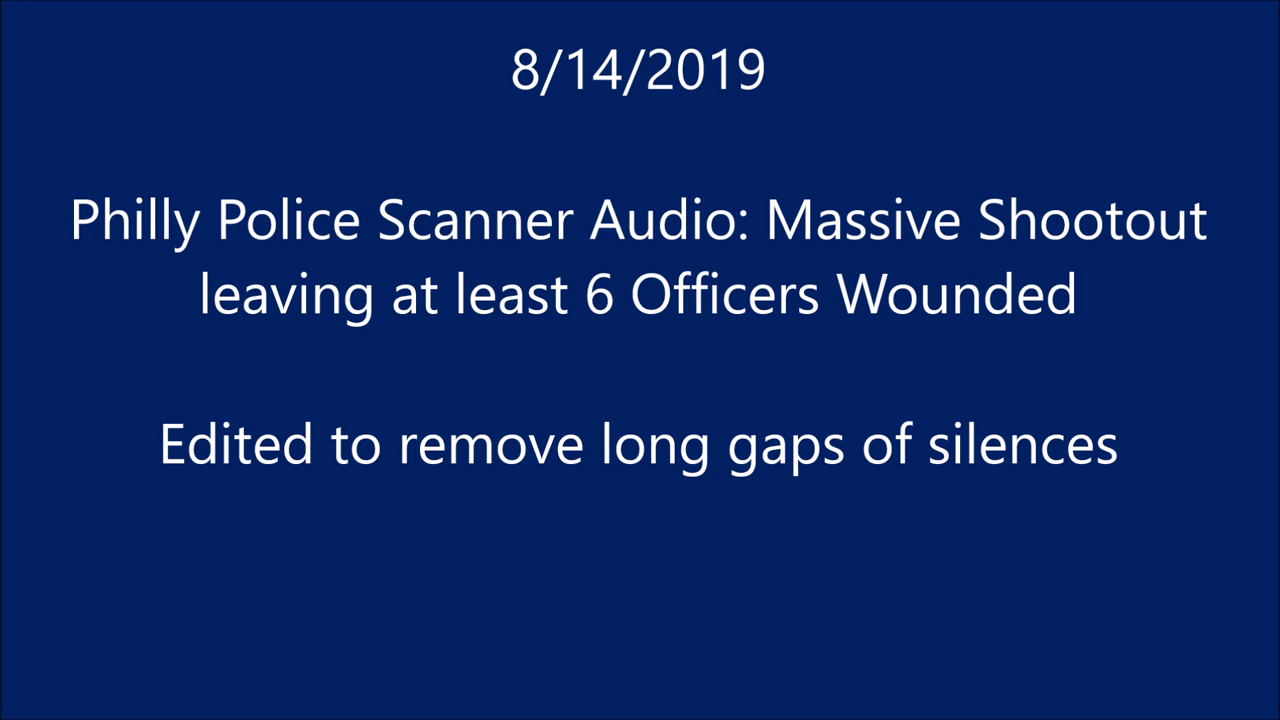 8/14/2019
Philly Police Scanner Audio: Massive Shootout
leaving at least 6 Officers Wounded
Edited to remove long gaps of silences